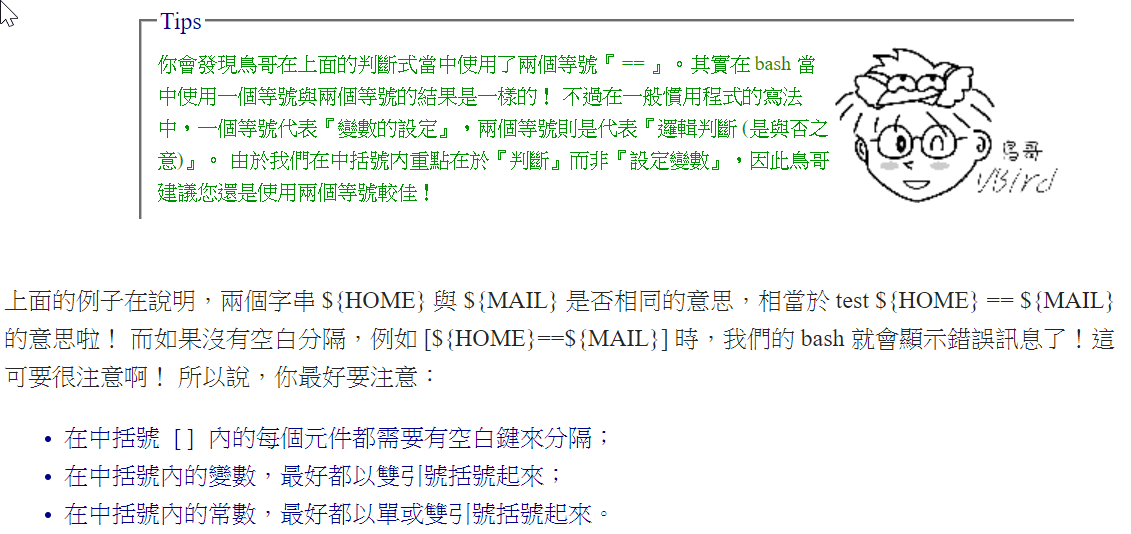 Tips
你會發現鳥哥在上面的判斷式當中使用了兩個等號『 == 』。其實在 bash 當
中使用一個等號與兩個等號的結果是一樣的！ 不過在一般慣用程式的寫法
中，一個等號代表『變數的設定』，兩個等號則是代表『邏輯判斷 (是與否之
意)』。 由於我們在中括號內重點在於『判斷』而非『設定變數』，因此鳥哥
建議您還是使用兩個等號較佳！
鳥哥
VBird
上面的例子在說明，兩個字串 ${HOME} 與 ${MAIL} 是否相同的意思，相當於 test ${HOME} == ${MAIL}
的意思啦！ 而如果沒有空白分隔，例如 [${HOME}==${MAIL}] 時，我們的 bash 就會顯示錯誤訊息了！這
可要很注意啊！ 所以說，你最好要注意：
• 在中括號 [] 內的每個元件都需要有空白鍵來分隔；
• 在中括號內的變數，最好都以雙引號括號起來；
• 在中括號內的常數，最好都以單或雙引號括號起來。